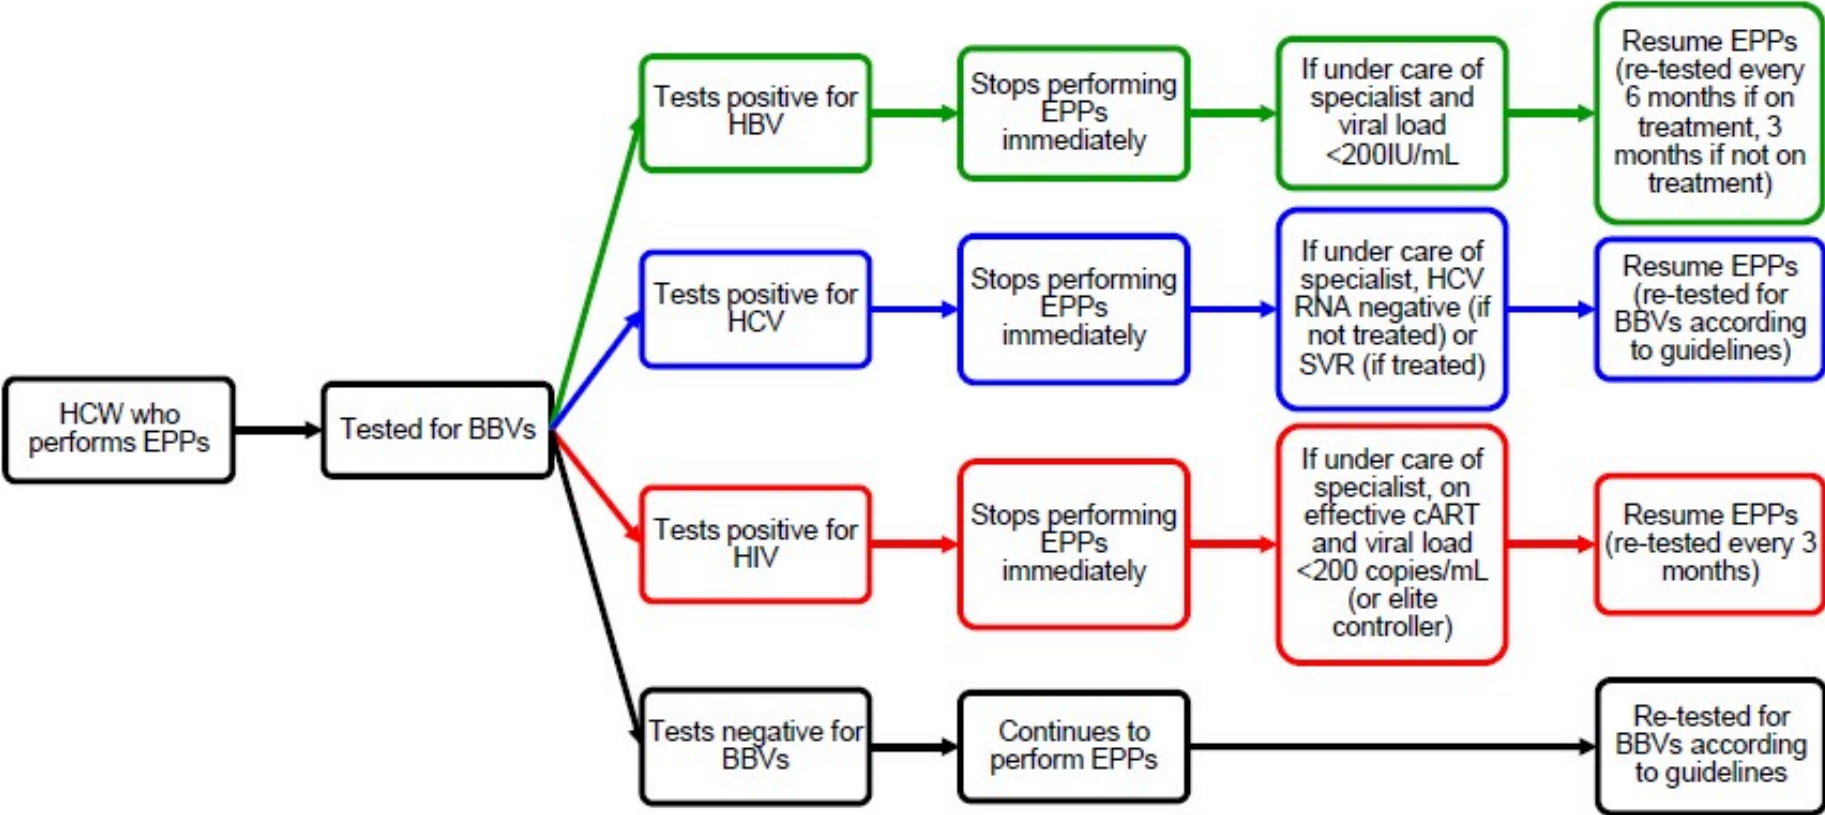 HCW who
performs EPPs
Tested for BBVs
Tests positive for
HBV
Stops performing
EPPs
immediately
If under care of
specialist and
viral load
<200IU/mL
Resume EPPs
(re-tested every
6 months if on
treatment, 3
months if not on
treatment)
Tests positive for
HCV
Stops performing
EPPs
immediately
If under care of
specialist, HCV
RNA negative (if
not treated) or
SVR (if treated)
Resume EPPs
(re-tested for
BBVs according
to guidelines)
Tests positive for
HIV
Stops performing
EPPs
immediately
If under care of
specialist, on
effective cART
and viral load
<200 copies/mL
(or elite
controller)
Resume EPPs
(re-tested every 3
months)
Tests negative for
BBVs
Continues to
perform EPPs
Re-tested for
BBVs according
to guidelines